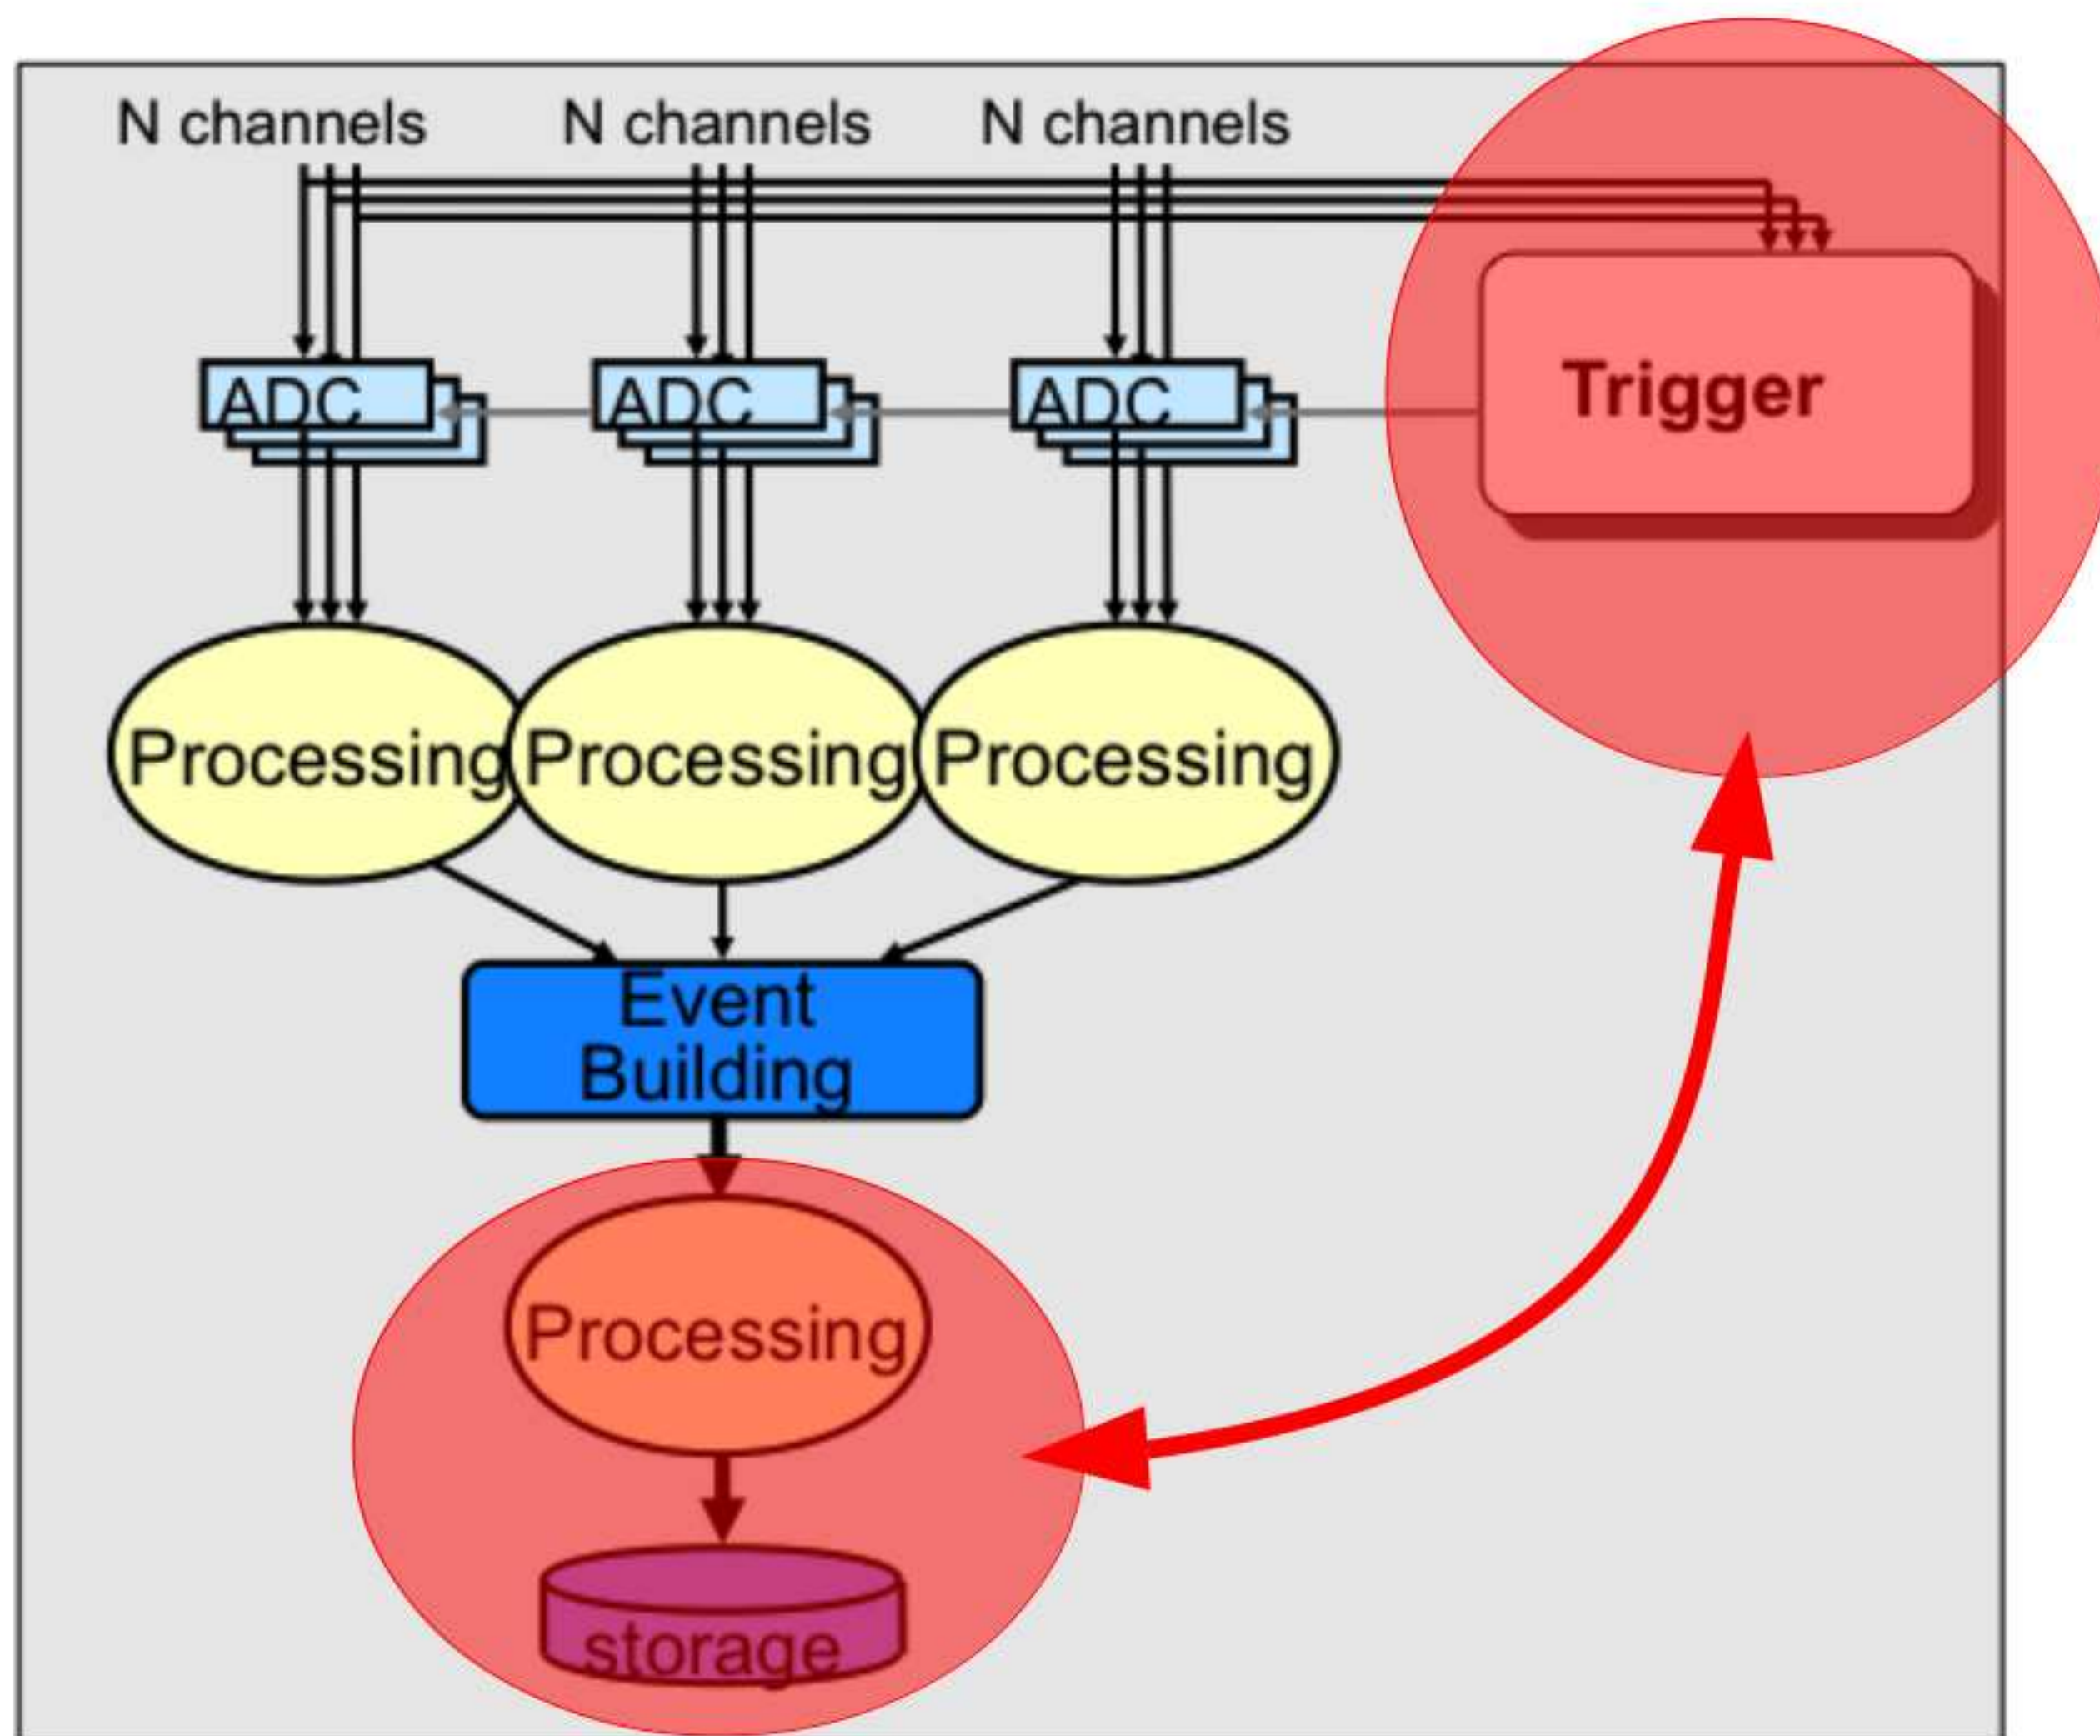 N channels
N channels
N channels
ADC
ADC
ADC
Trigger
Processing
Processing
Processing
Event
Building
Processing
storage